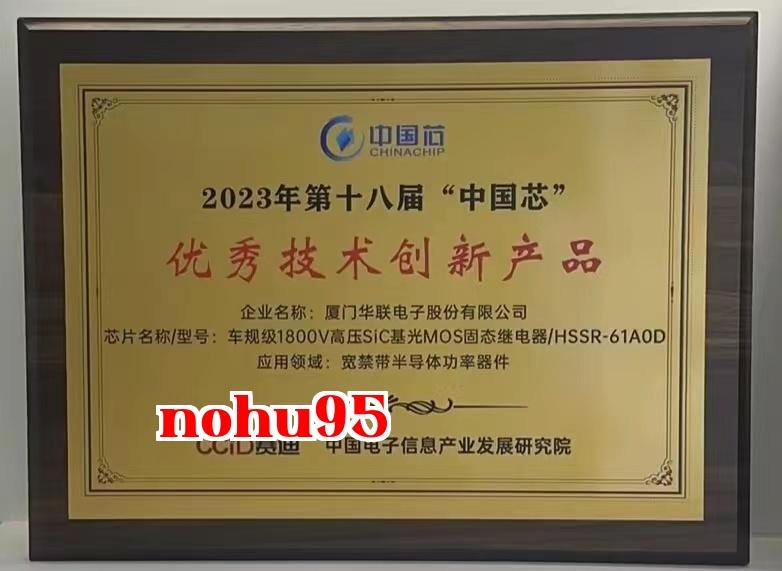 中国芯
CHINACHIP
2023年第十八届“中国芯”
优秀技术创新产品
企业名称：厦门华联电子股份有限公司
芯片名称/型号：车规级1800V高压SiC基光MOS固态继电器/HSSR-61A0D
应用领域：宽禁带半导体功率器件
nohu95
CCID赛迪 中国电子信息产业发展研究院